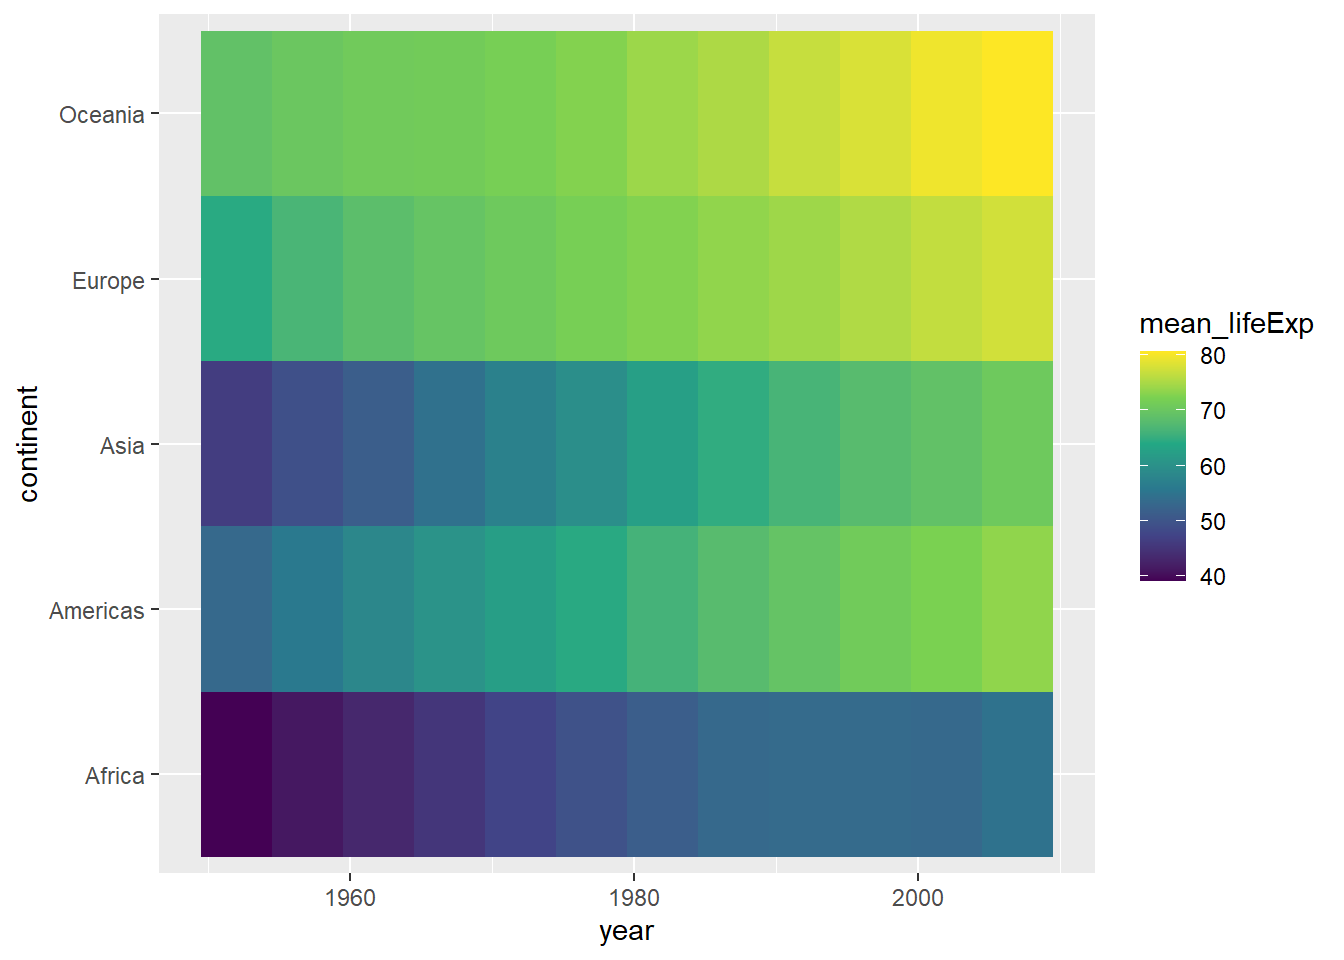 Oceania
Europe
Asia
Americas
Africa
continent
1960
1980
2000
year
mean_lifeExp
80
70
60
50
40